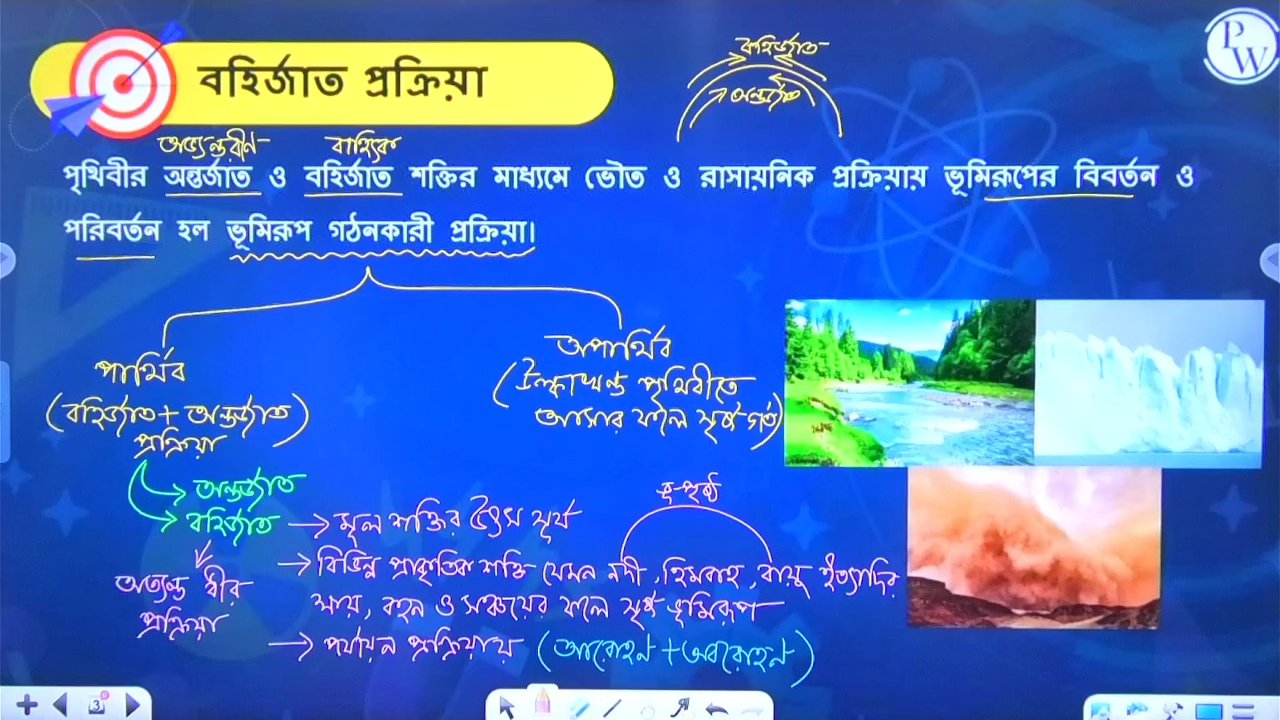 PW
বহির্জাত প্রক্রিয়া
বহির্জাত
অন্তর্জাত
অভ্যন্তরীণ বাহ্যিক
পৃথিবীর অন্তর্জাত ও বহির্জাত শক্তির মাধ্যমে ভৌত ও রাসায়নিক প্রক্রিয়ায় ভূমিরূপের বিবর্তন ও
পরিবর্তন হল ভূমিরূপ গঠনকারী প্রক্রিয়া।
পার্থিব
(বহির্জাত + অন্তর্জাত)
প্রক্রিয়া
অপার্থিব
(উল্কাখণ্ড পৃথিবীতে
আসার ফলে সৃষ্ট গর্ত)
অন্তর্জাত
বহির্জাত → মূল শক্তির উৎস সূর্য
ভূ-পৃষ্ঠ
অত্যন্ত ধীর
প্রক্রিয়া
→ বিভিন্ন প্রাকৃতিক শক্তি যেমন নদী, হিমবাহ, বায়ু ইত্যাদির
ক্ষয়, বহন ও সঞ্চয়ের ফলে সৃষ্ট ভূমিরূপ
→ পর্যায়ন প্রক্রিয়ায় (আরোহণ + অবরোহণ)
3